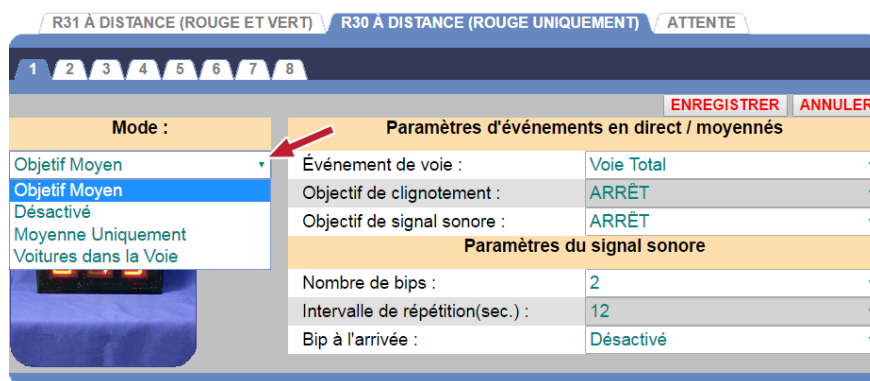 R31 À DISTANCE (ROUGE ET VERT) R30 À DISTANCE (ROUGE UNIQUEMENT) ATTENTE
1 2 3 4 5 6 7 8
ENREGISTRER ANNULER
Mode : Paramètres d'événements en direct / moyennés
Objetif Moyen Événement de voie : Voie Total
Objetif Moyen Objectif de clignotement : ARRÊT
Désactivé Objectif de signal sonore : ARRÊT
Moyenne Uniquement Paramètres du signal sonore
Voitures dans la Voie
Nombre de bips : 2
Intervalle de répétition(sec.) : 12
Bip à l'arrivée : Désactivé